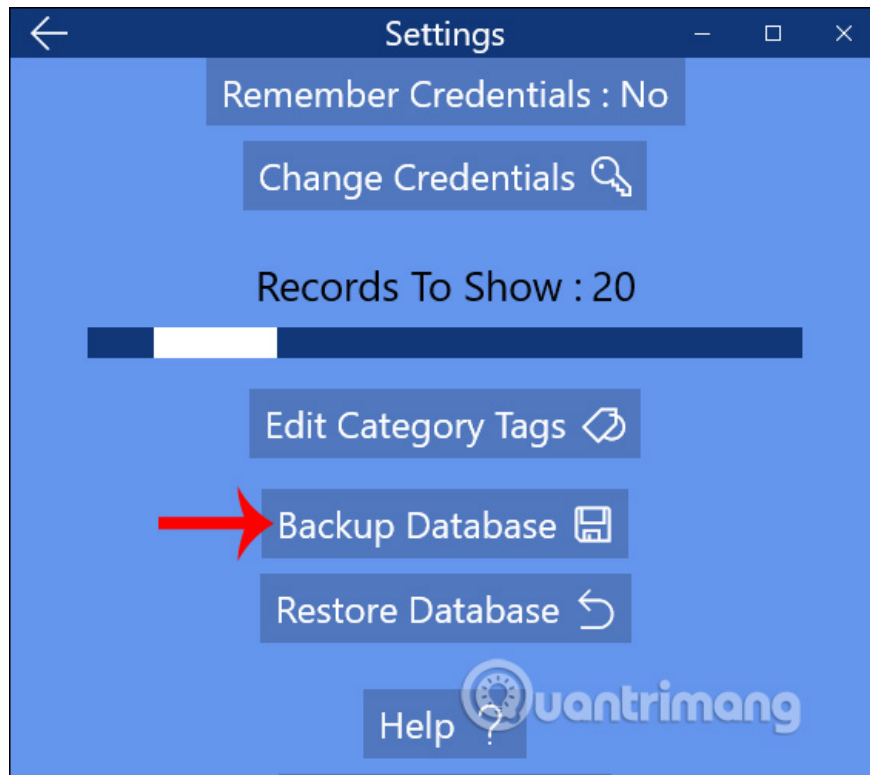 Settings
Remember Credentials : No
Change Credentials
Records To Show : 20
Edit Category Tags
Backup Database
Restore Database
Help ?
Quantrimang